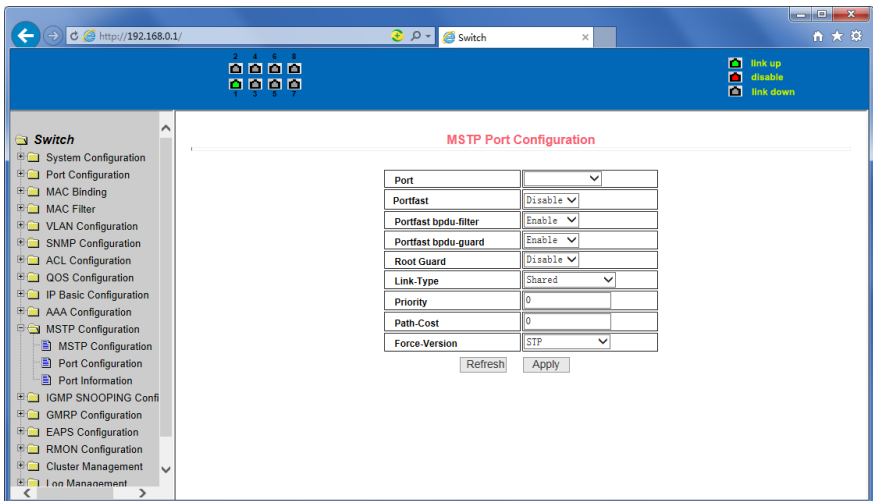 http://192.168.0.1/
Switch
2 4 6 8
1 3 5 7
link up
disable
link down
Switch
System Configuration
Port Configuration
MAC Binding
MAC Filter
VLAN Configuration
SNMP Configuration
ACL Configuration
QOS Configuration
IP Basic Configuration
AAA Configuration
MSTP Configuration
MSTP Configuration
Port Configuration
Port Information
IGMP SNOOPING Confi
GMRP Configuration
EAPS Configuration
RMON Configuration
Cluster Management
Log Management
MSTP Port Configuration
Port
Portfast Disable
Portfast bpdu-filter Enable
Portfast bpdu-guard Enable
Root Guard Disable
Link-Type Shared
Priority 0
Path-Cost 0
Force-Version STP
Refresh Apply